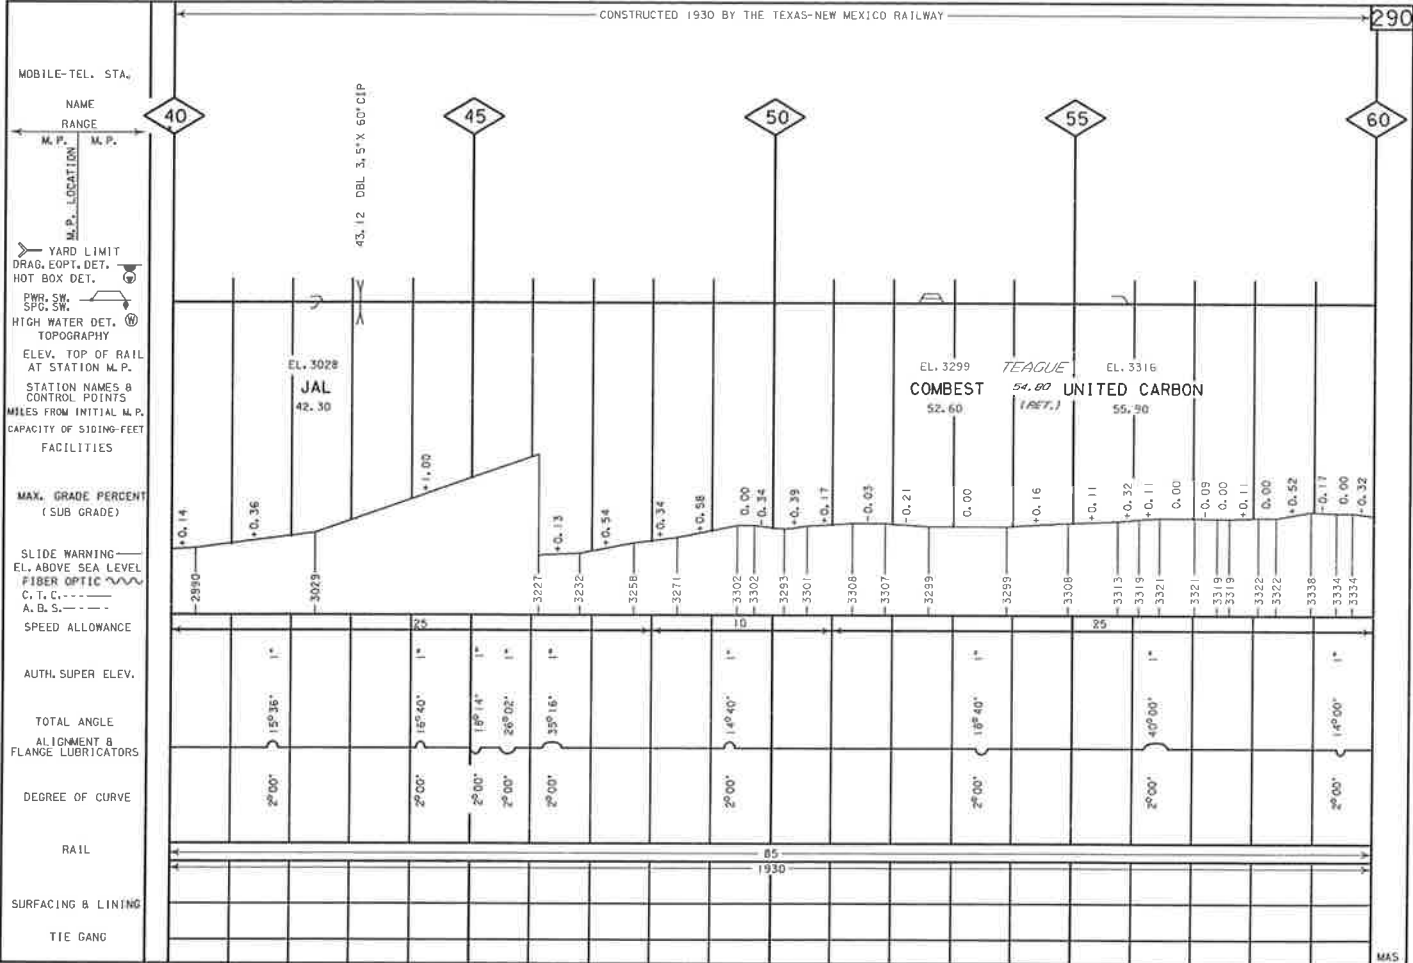 CONSTRUCTED 1930 BY THE TEXAS-NEW MEXICO RAILWAY
290
MOBILE-TEL. STA.
NAME
RANGE
M.P. M.P.
M.P. LOCATION
40 45 50 55 60
43.12 DBL 3.5'X 60' CIP
YARD LIMIT
DRAG. EQPT. DET.
HOT BOX DET.
PWR. SW.
SPG. SW.
HIGH WATER DET. W
TOPOGRAPHY
ELEV. TOP OF RAIL
AT STATION M.P.
STATION NAMES &
CONTROL POINTS
MILES FROM INITIAL M.P.
CAPACITY OF SIDING-FEET
FACILITIES
EL. 3028
JAL
42.30
EL. 3299
COMBEST
52.60
TEAGUE
54.80
(RET.)
EL. 3316
UNITED CARBON
55.90
MAX. GRADE PERCENT
(SUB GRADE)
+0.14 +0.36 +1.00 +0.13 +0.54 +0.34 +0.58 0.00 -0.34 +0.39 +0.17 -0.03 -0.21 0.00 +0.16 +0.11 +0.32 +0.11 0.00 -0.09 0.00 +0.11 0.00 +0.52 -0.17 0.00 +0.32
SLIDE WARNING
EL. ABOVE SEA LEVEL
FIBER OPTIC
C.T.C.
A.B.S.
2990 3029 3227 3232 3258 3271 3302 3302 3293 3301 3308 3307 3299 3299 3308 3313 3319 3321 3321 3319 3319 3322 3322 3338 3334 3334
SPEED ALLOWANCE
25 10 25
AUTH. SUPER ELEV.
1" 1" 1" 1" 1" 1" 1" 1" 1"
TOTAL ANGLE
15°36' 16°40' 18°14' 26°02' 35°16' 14°40' 18°40' 40°00' 14°00'
ALIGNMENT &
FLANGE LUBRICATORS
DEGREE OF CURVE
2°00' 2°00' 2°00' 2°00' 2°00' 2°00' 2°00' 2°00' 2°00'
RAIL
85
1930
SURFACING & LINING
TIE GANG
MAS